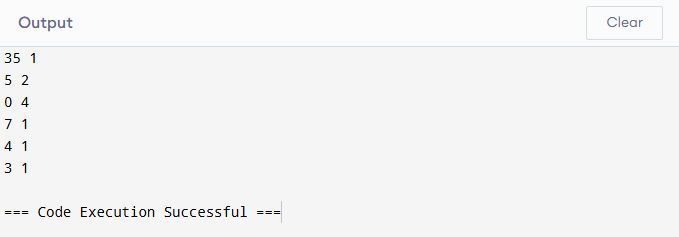 Output
Clear
35 1
5 2
0 4
7 1
4 1
3 1
=== Code Execution Successful ===